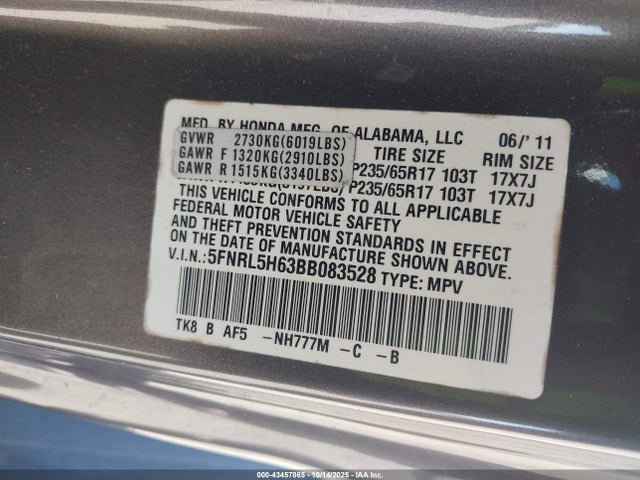 MFD. BY HONDA MFG. OF ALABAMA, LLC 06/'11
GVWR 2730KG(6019LBS) TIRE SIZE RIM SIZE
GAWR F 1320KG(2910LBS) P235/65R17 103T 17X7J
GAWR R 1515KG(3340LBS) P235/65R17 103T 17X7J
THIS VEHICLE CONFORMS TO ALL APPLICABLE
FEDERAL MOTOR VEHICLE SAFETY
AND THEFT PREVENTION STANDARDS IN EFFECT
ON THE DATE OF MANUFACTURE SHOWN ABOVE.
V.I.N.:5FNRL5H63BB083528 TYPE: MPV
TK8 B AF5 -NH777M -C -B
000-43457865 10/14/2025 - © IAA Inc.